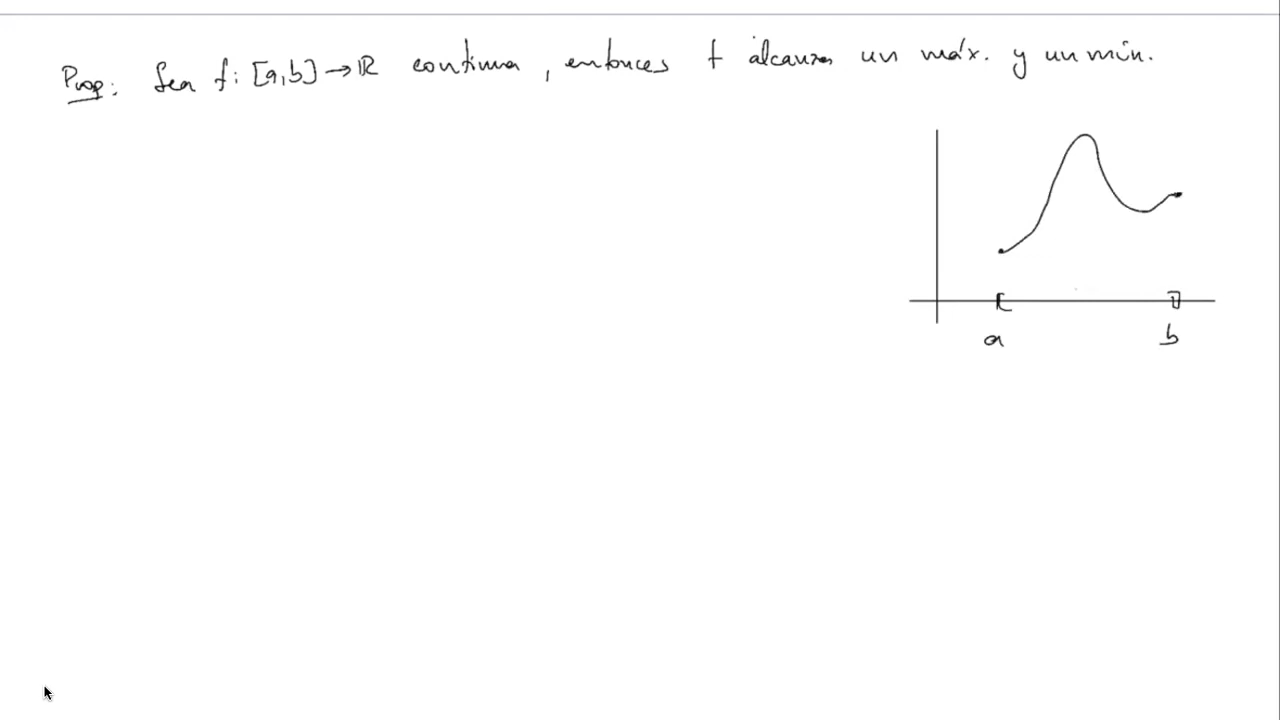 Prop: Sea f: [a,b] → ℝ continua, entonces f alcanza un máx. y un mín.
a
b